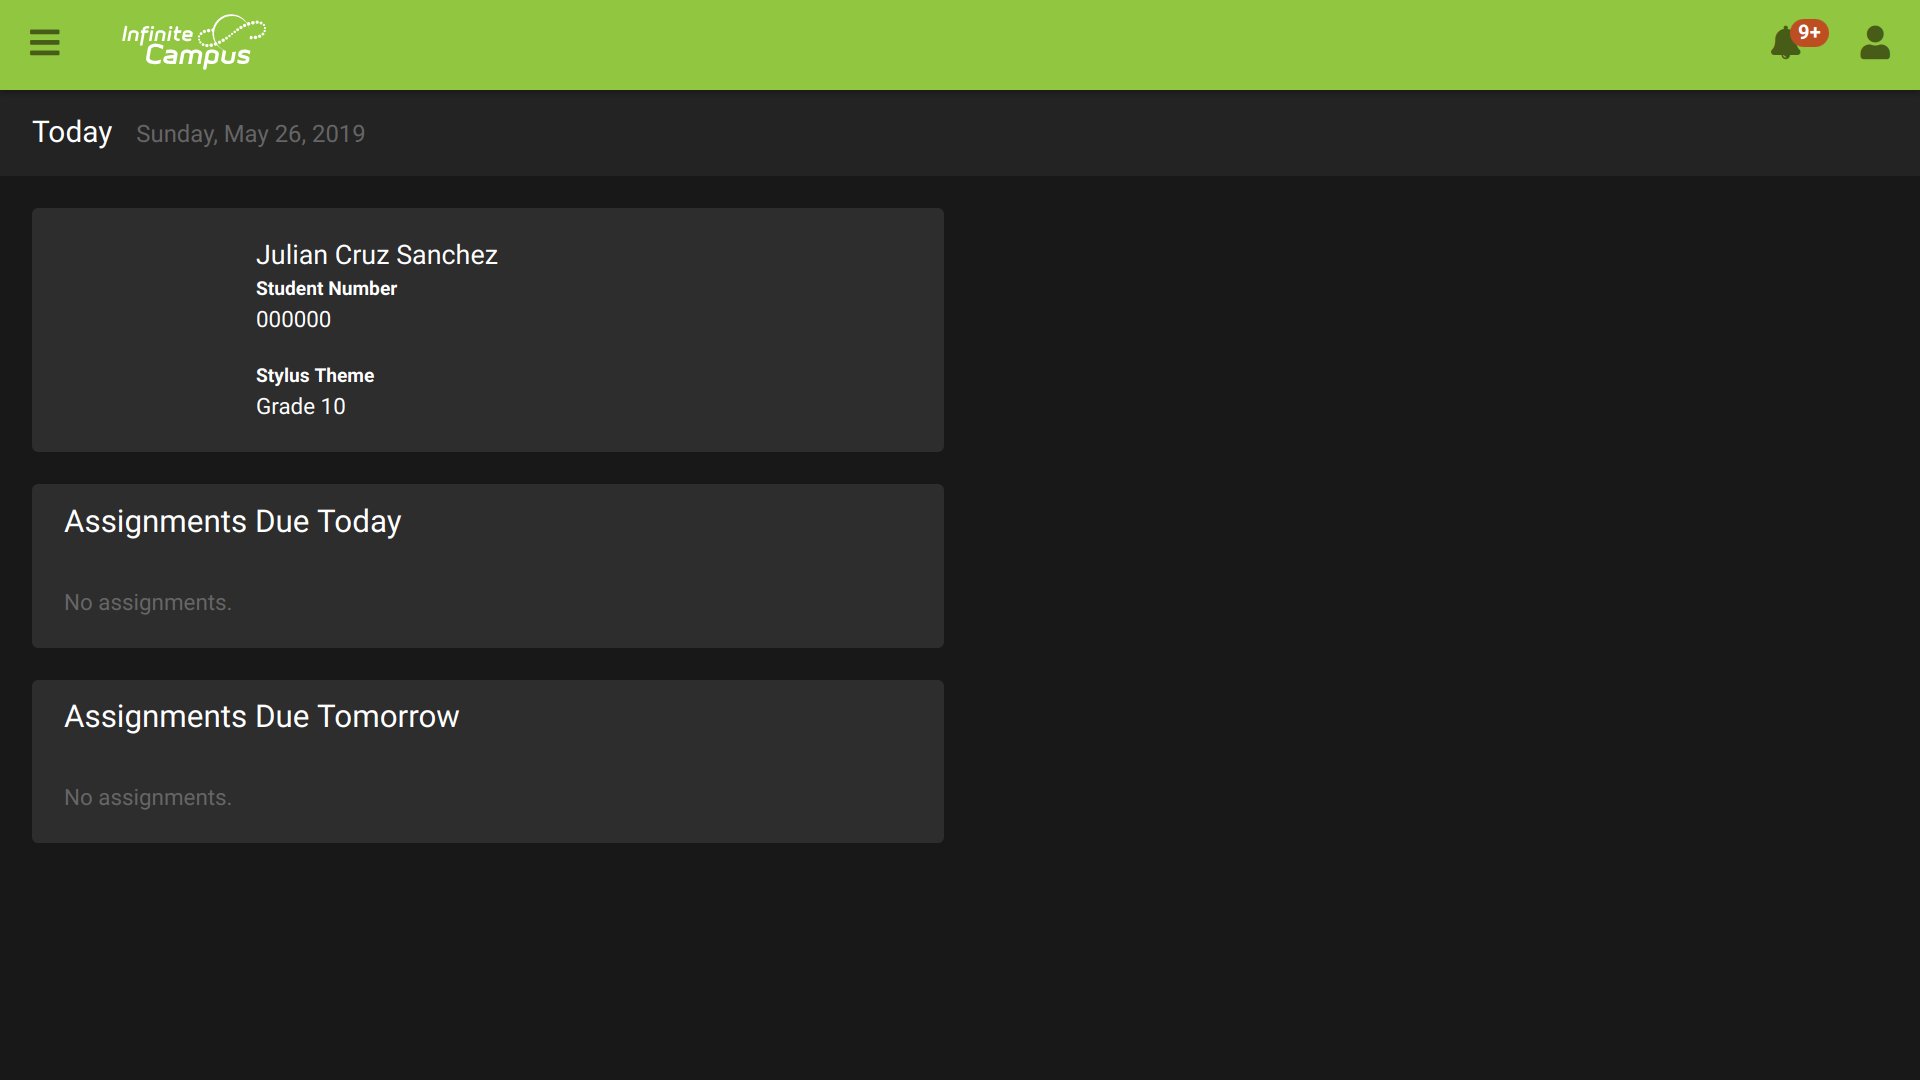 Infinite
Campus
9+
Today Sunday, May 26, 2019
Julian Cruz Sanchez
Student Number
000000
Stylus Theme
Grade 10
Assignments Due Today
No assignments.
Assignments Due Tomorrow
No assignments.